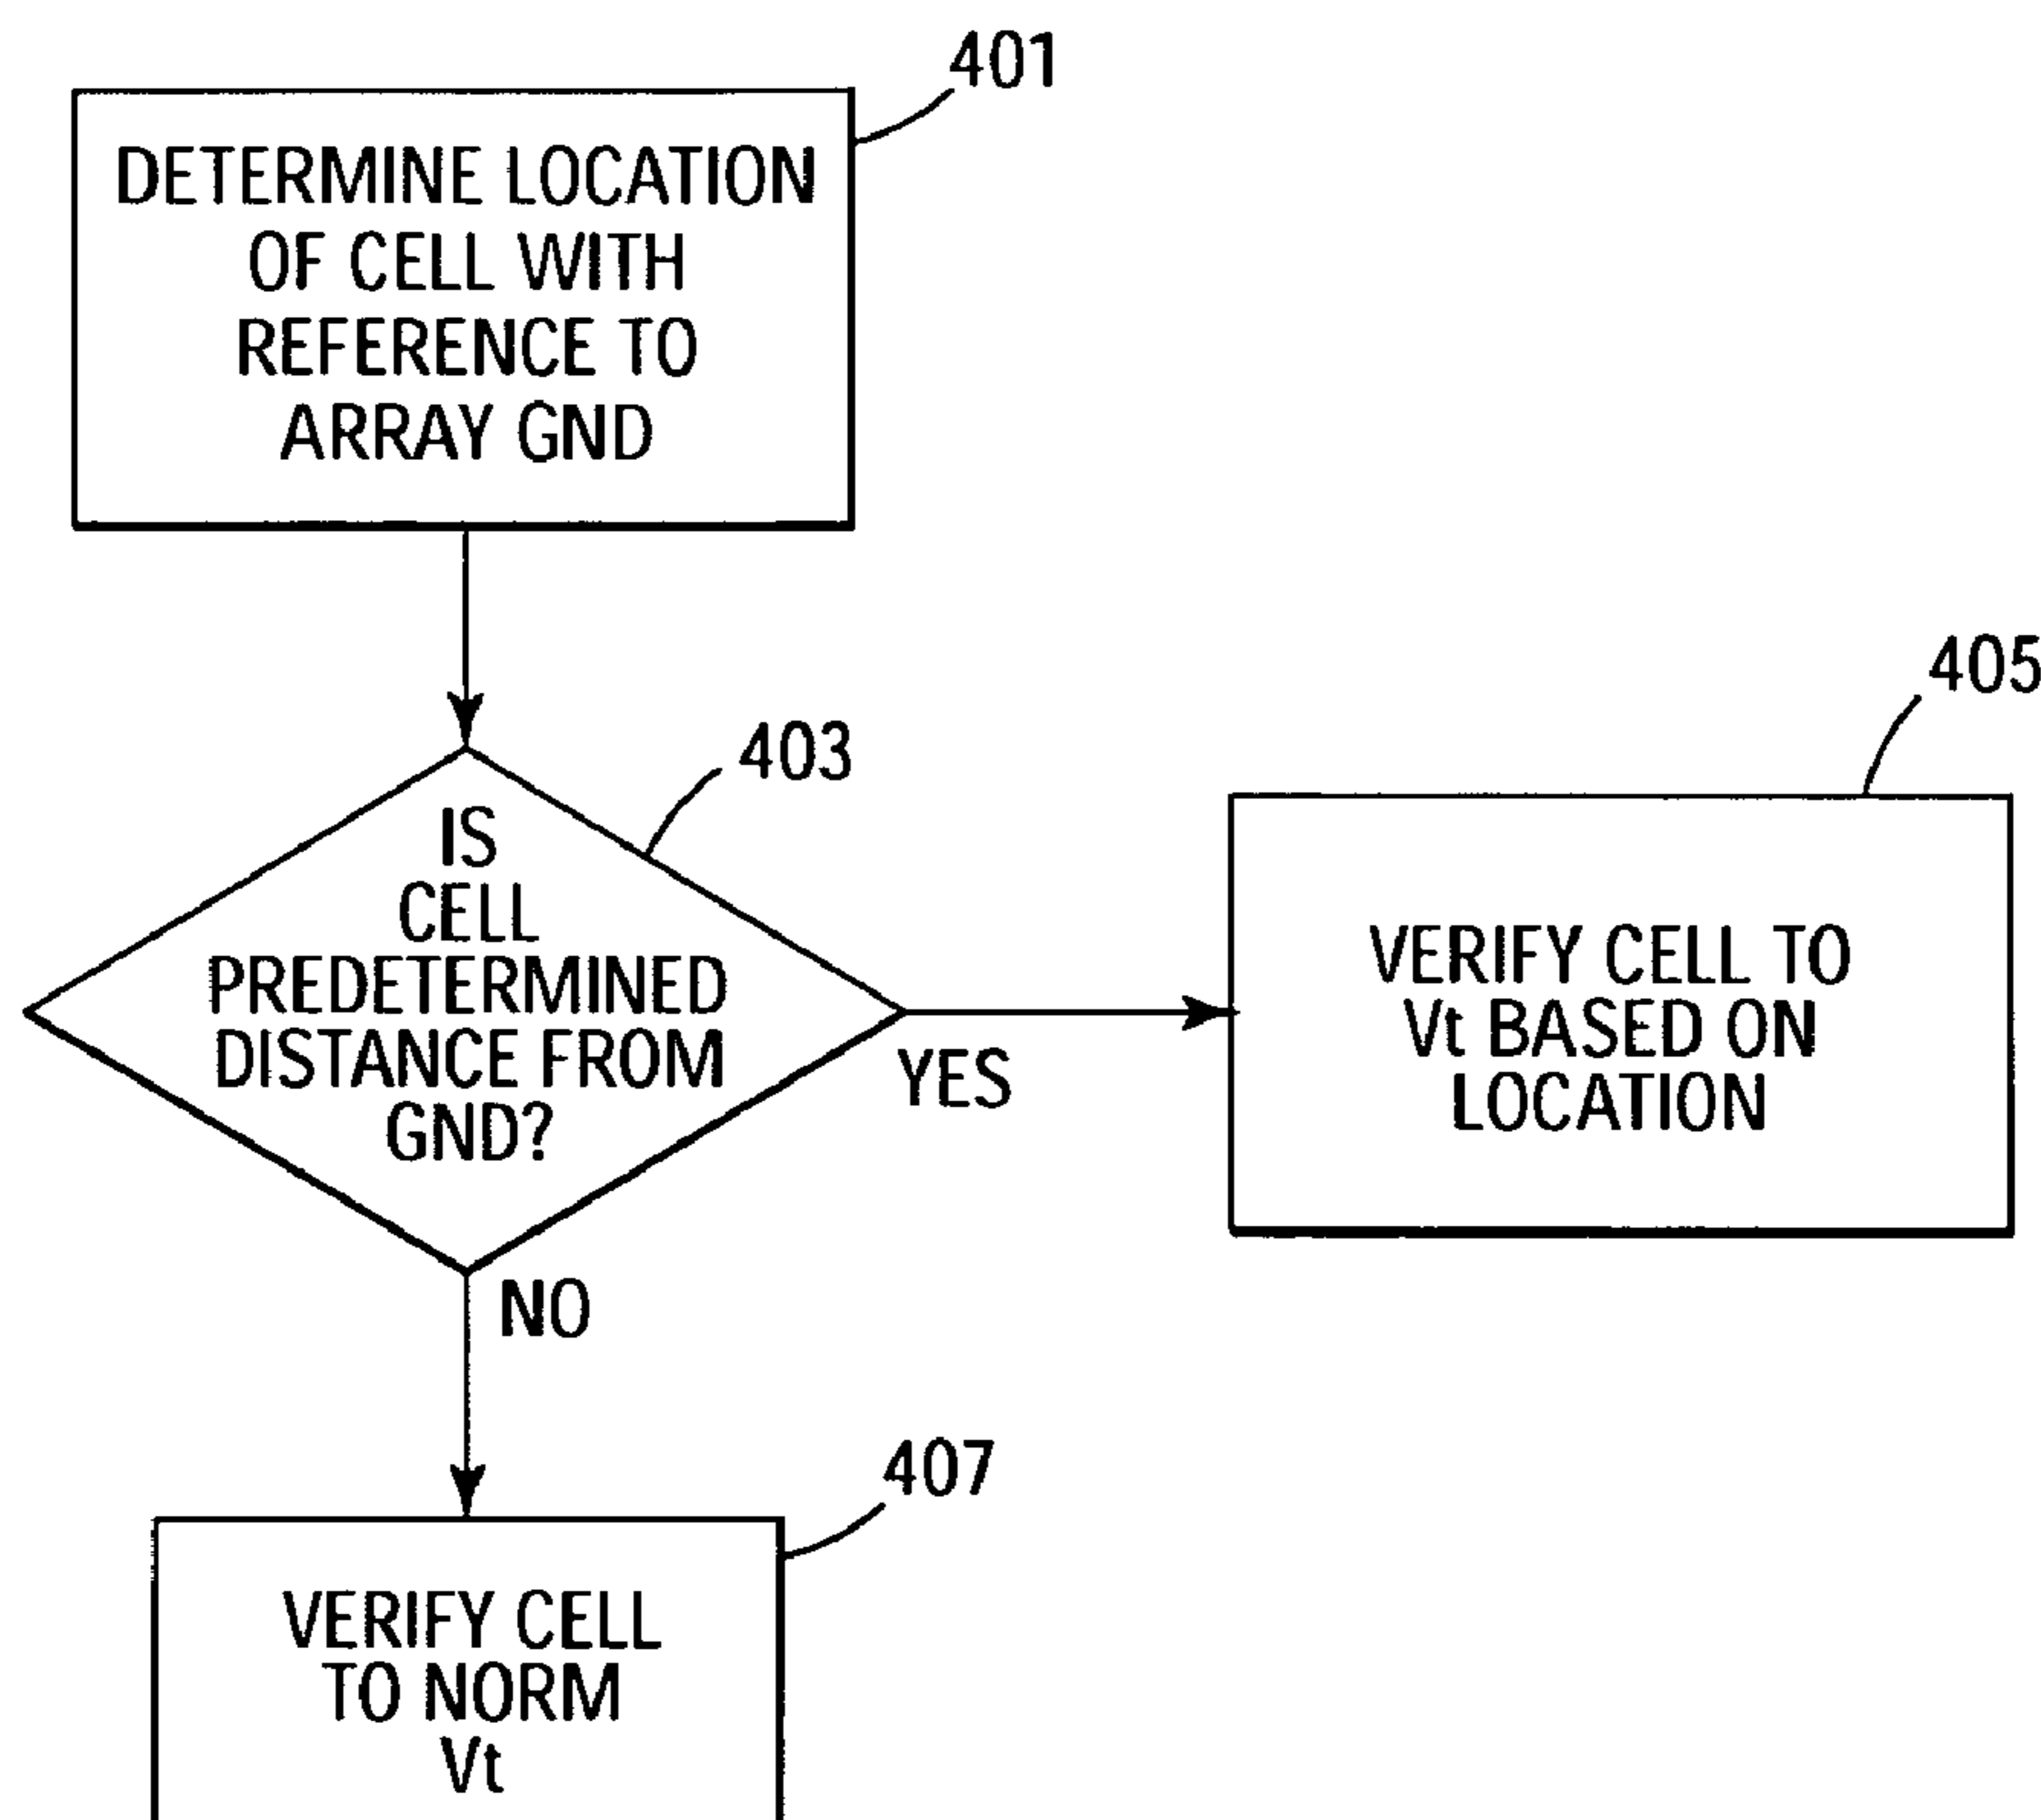 401
DETERMINE LOCATION
OF CELL WITH
REFERENCE TO
ARRAY GND
403
IS
CELL
PREDETERMINED
DISTANCE FROM
GND?
YES
405
VERIFY CELL TO
Vt BASED ON
LOCATION
NO
407
VERIFY CELL
TO NORM
Vt